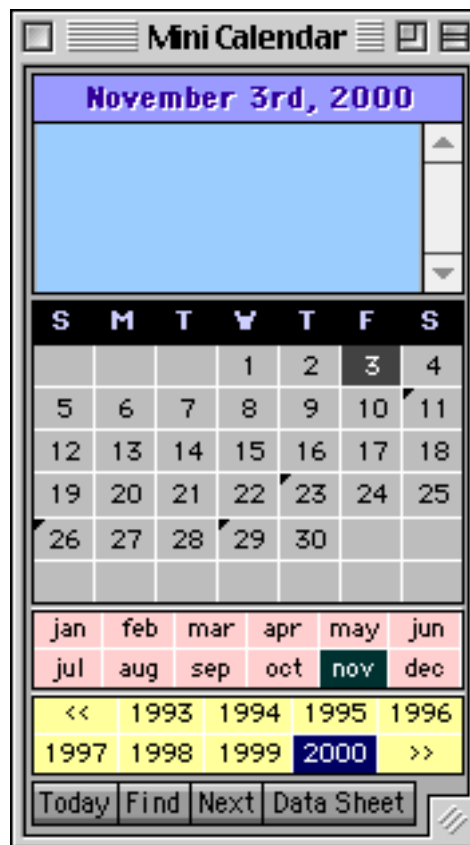 Mini Calendar
November 3rd, 2000
S M T W T F S
1 2 3 4
5 6 7 8 9 10 11
12 13 14 15 16 17 18
19 20 21 22 23 24 25
26 27 28 29 30
jan feb mar apr may jun
jul aug sep oct nov dec
<< 1993 1994 1995 1996
1997 1998 1999 2000 >>
Today Find Next Data Sheet